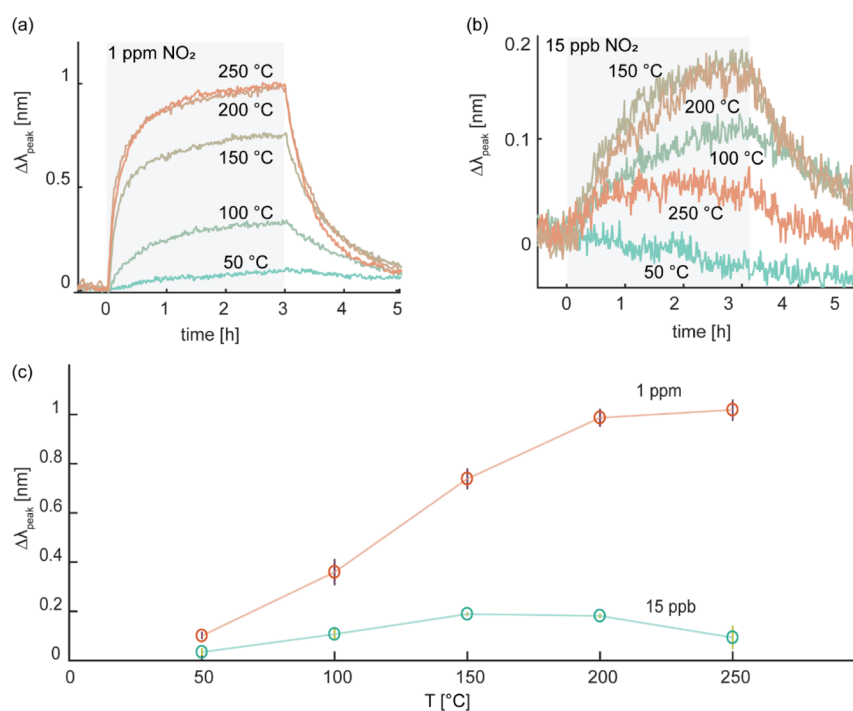 (a)
1 ppm NO₂
250 °C
200 °C
150 °C
100 °C
50 °C
1
0.5
0
Δλpeak [nm]
0 1 2 3 4 5
time [h]
(b)
15 ppb NO₂
150 °C
200 °C
100 °C
250 °C
50 °C
0.2
0.1
0
Δλpeak [nm]
0 1 2 3 4 5
time [h]
(c)
1 ppm
15 ppb
1
0.8
0.6
0.4
0.2
0
Δλpeak [nm]
0 50 100 150 200 250
T [°C]